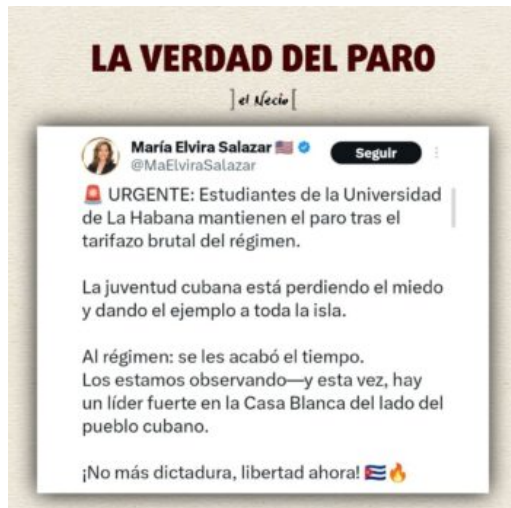 LA VERDAD DEL PARO
] el Necio [
María Elvira Salazar 🇺🇸
@MaElviraSalazar
Seguir
🚨 URGENTE: Estudiantes de la Universidad
de La Habana mantienen el paro tras el
tarifazo brutal del régimen.
La juventud cubana está perdiendo el miedo
y dando el ejemplo a toda la isla.
Al régimen: se les acabó el tiempo.
Los estamos observando—y esta vez, hay
un líder fuerte en la Casa Blanca del lado del
pueblo cubano.
¡No más dictadura, libertad ahora! 🇨🇺🔥